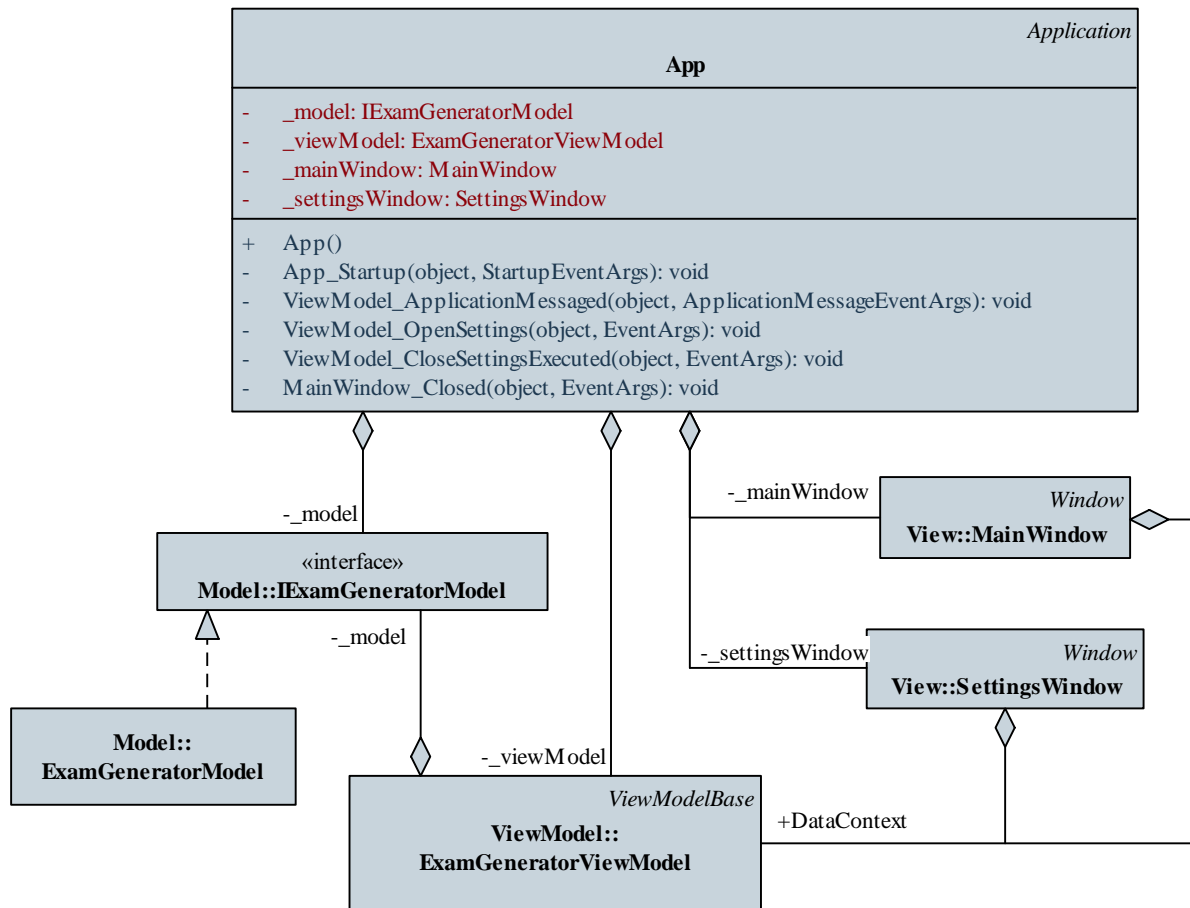 Application
App
- _model: IExamGeneratorModel
- _viewModel: ExamGeneratorViewModel
- _mainWindow: MainWindow
- _settingsWindow: SettingsWindow
+ App()
- App_Startup(object, StartupEventArgs): void
- ViewModel_ApplicationMessaged(object, ApplicationMessageEventArgs): void
- ViewModel_OpenSettings(object, EventArgs): void
- ViewModel_CloseSettingsExecuted(object, EventArgs): void
- MainWindow_Closed(object, EventArgs): void
-_mainWindow
Window
View::MainWindow
-_model
«interface»
Model::IExamGeneratorModel
-_model
-_settingsWindow
Window
View::SettingsWindow
Model::
ExamGeneratorModel
-_viewModel
ViewModelBase
ViewModel::
ExamGeneratorViewModel
+DataContext